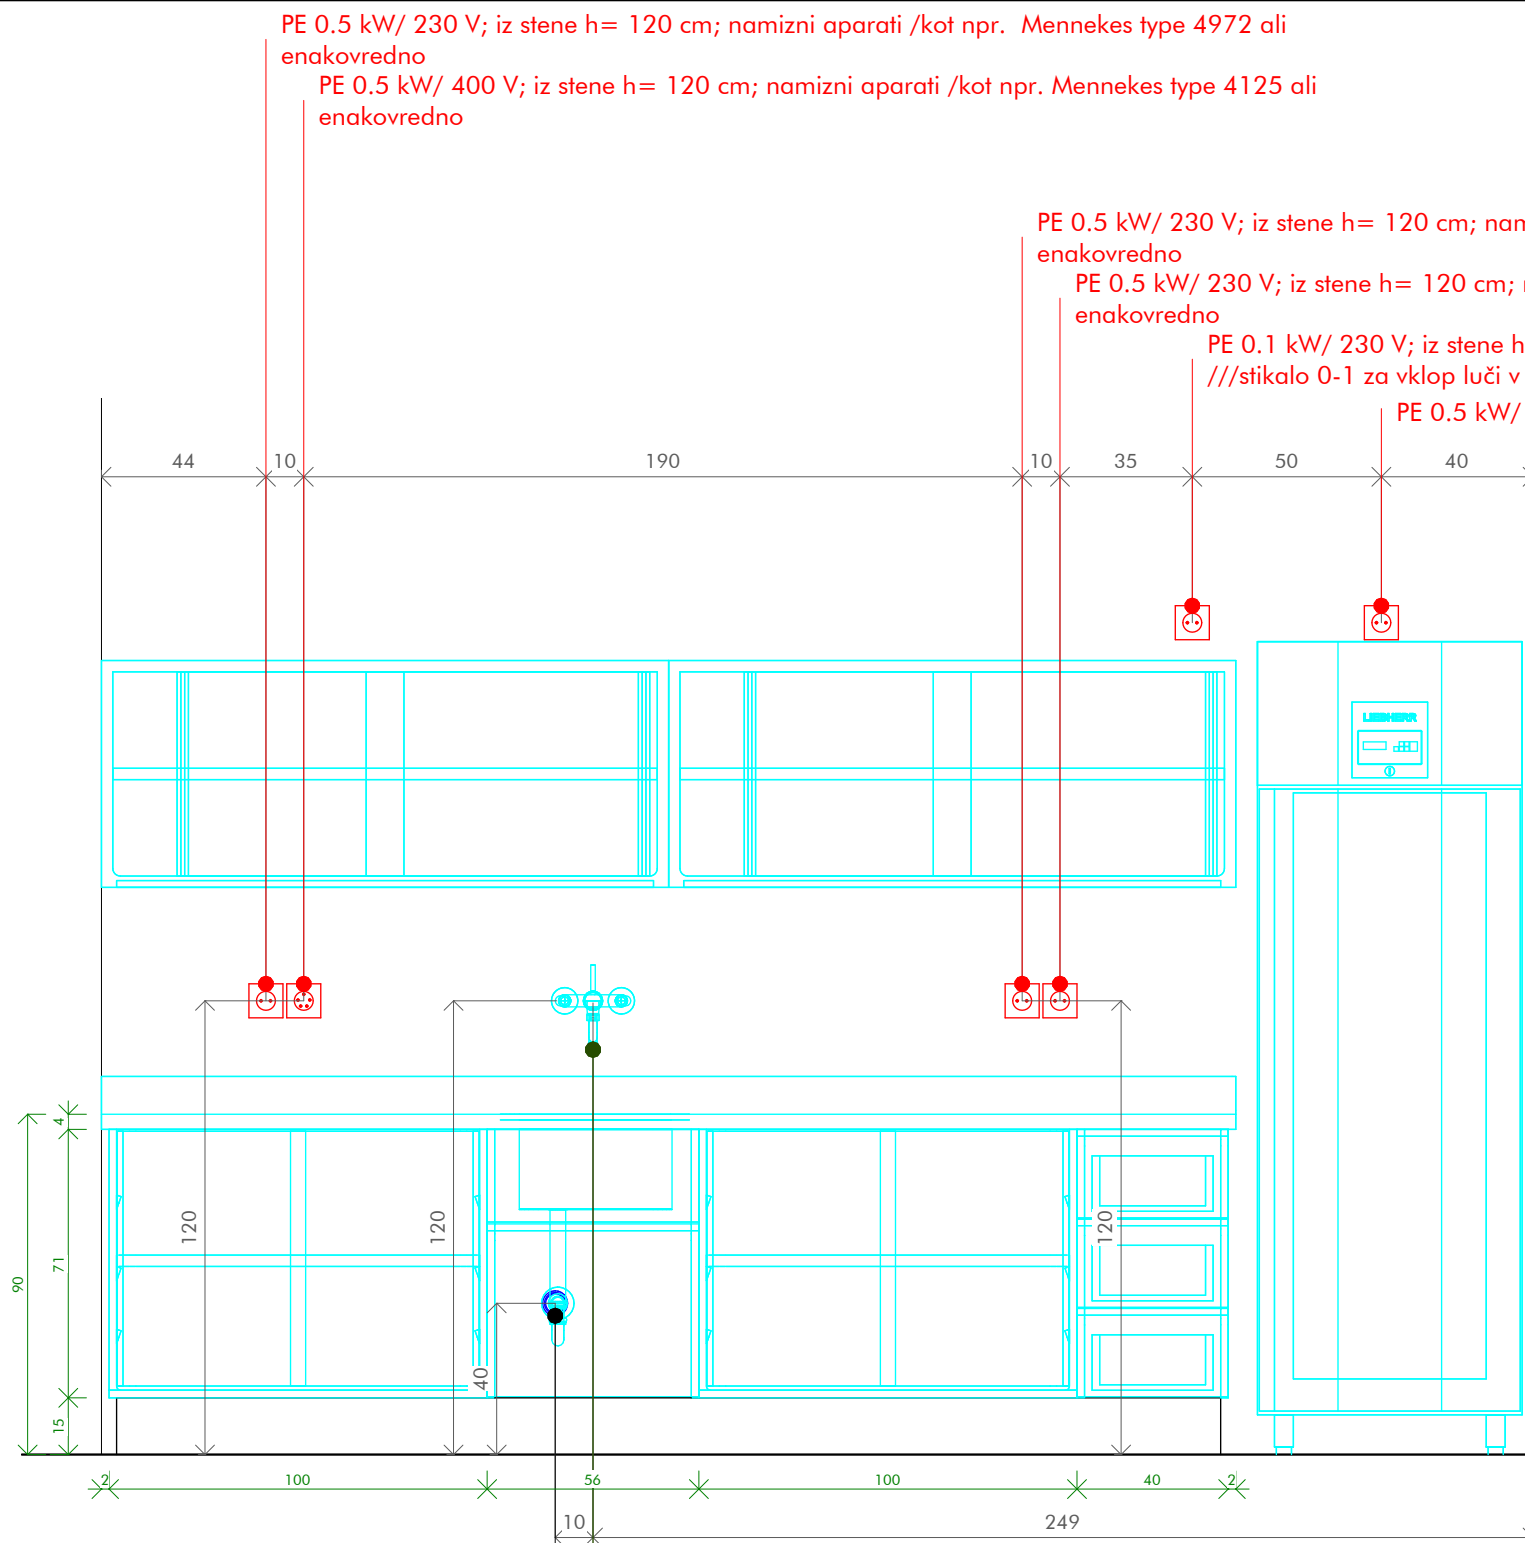 PE 0.5 kW/ 230 V; iz stene h= 120 cm; namizni aparati /kot npr.  Mennekes type 4972 ali
enakovredno
PE 0.5 kW/ 400 V; iz stene h= 120 cm; namizni aparati /kot npr. Mennekes type 4125 ali
enakovredno
PE 0.5 kW/ 230 V; iz stene h= 120 cm;
enakovredno
PE 0.5 kW/ 230 V; iz stene h= 120 cm;
enakovredno
PE 0.1 kW/ 230 V; iz stene h
///stikalo 0-1 za vklop luči v
PE 0.5 kW/
44 10 190 10 35 50 40
LIEBHERR
4
120
120
120
71
90
40
15
2 100 56 100 40 2
10 249